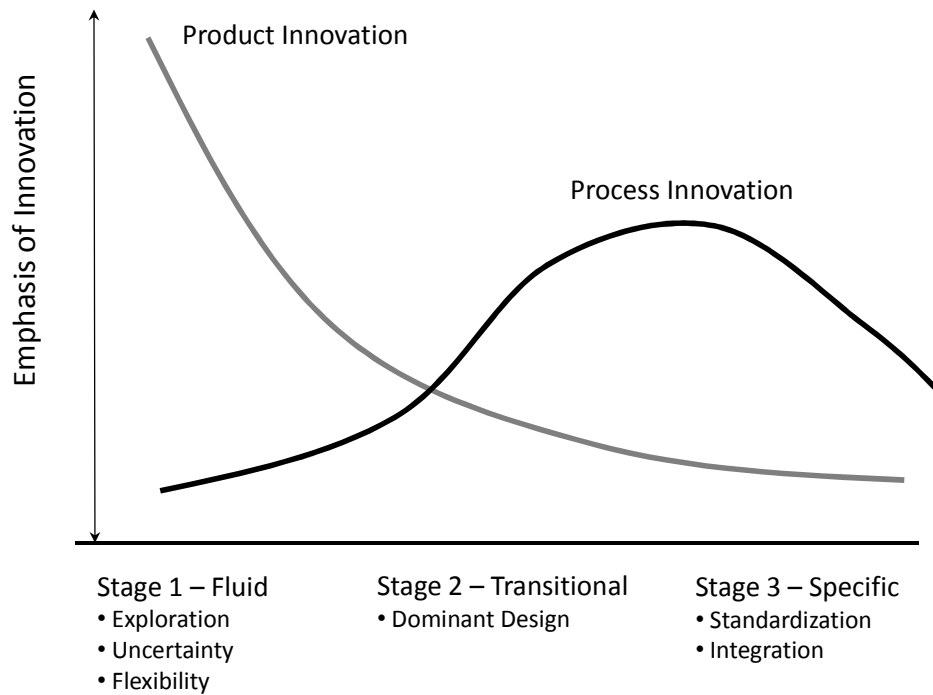 Product Innovation
Emphasis of Innovation
Process Innovation
Stage 1 – Fluid
• Exploration
• Uncertainty
• Flexibility
Stage 2 – Transitional
• Dominant Design
Stage 3 – Specific
• Standardization
• Integration